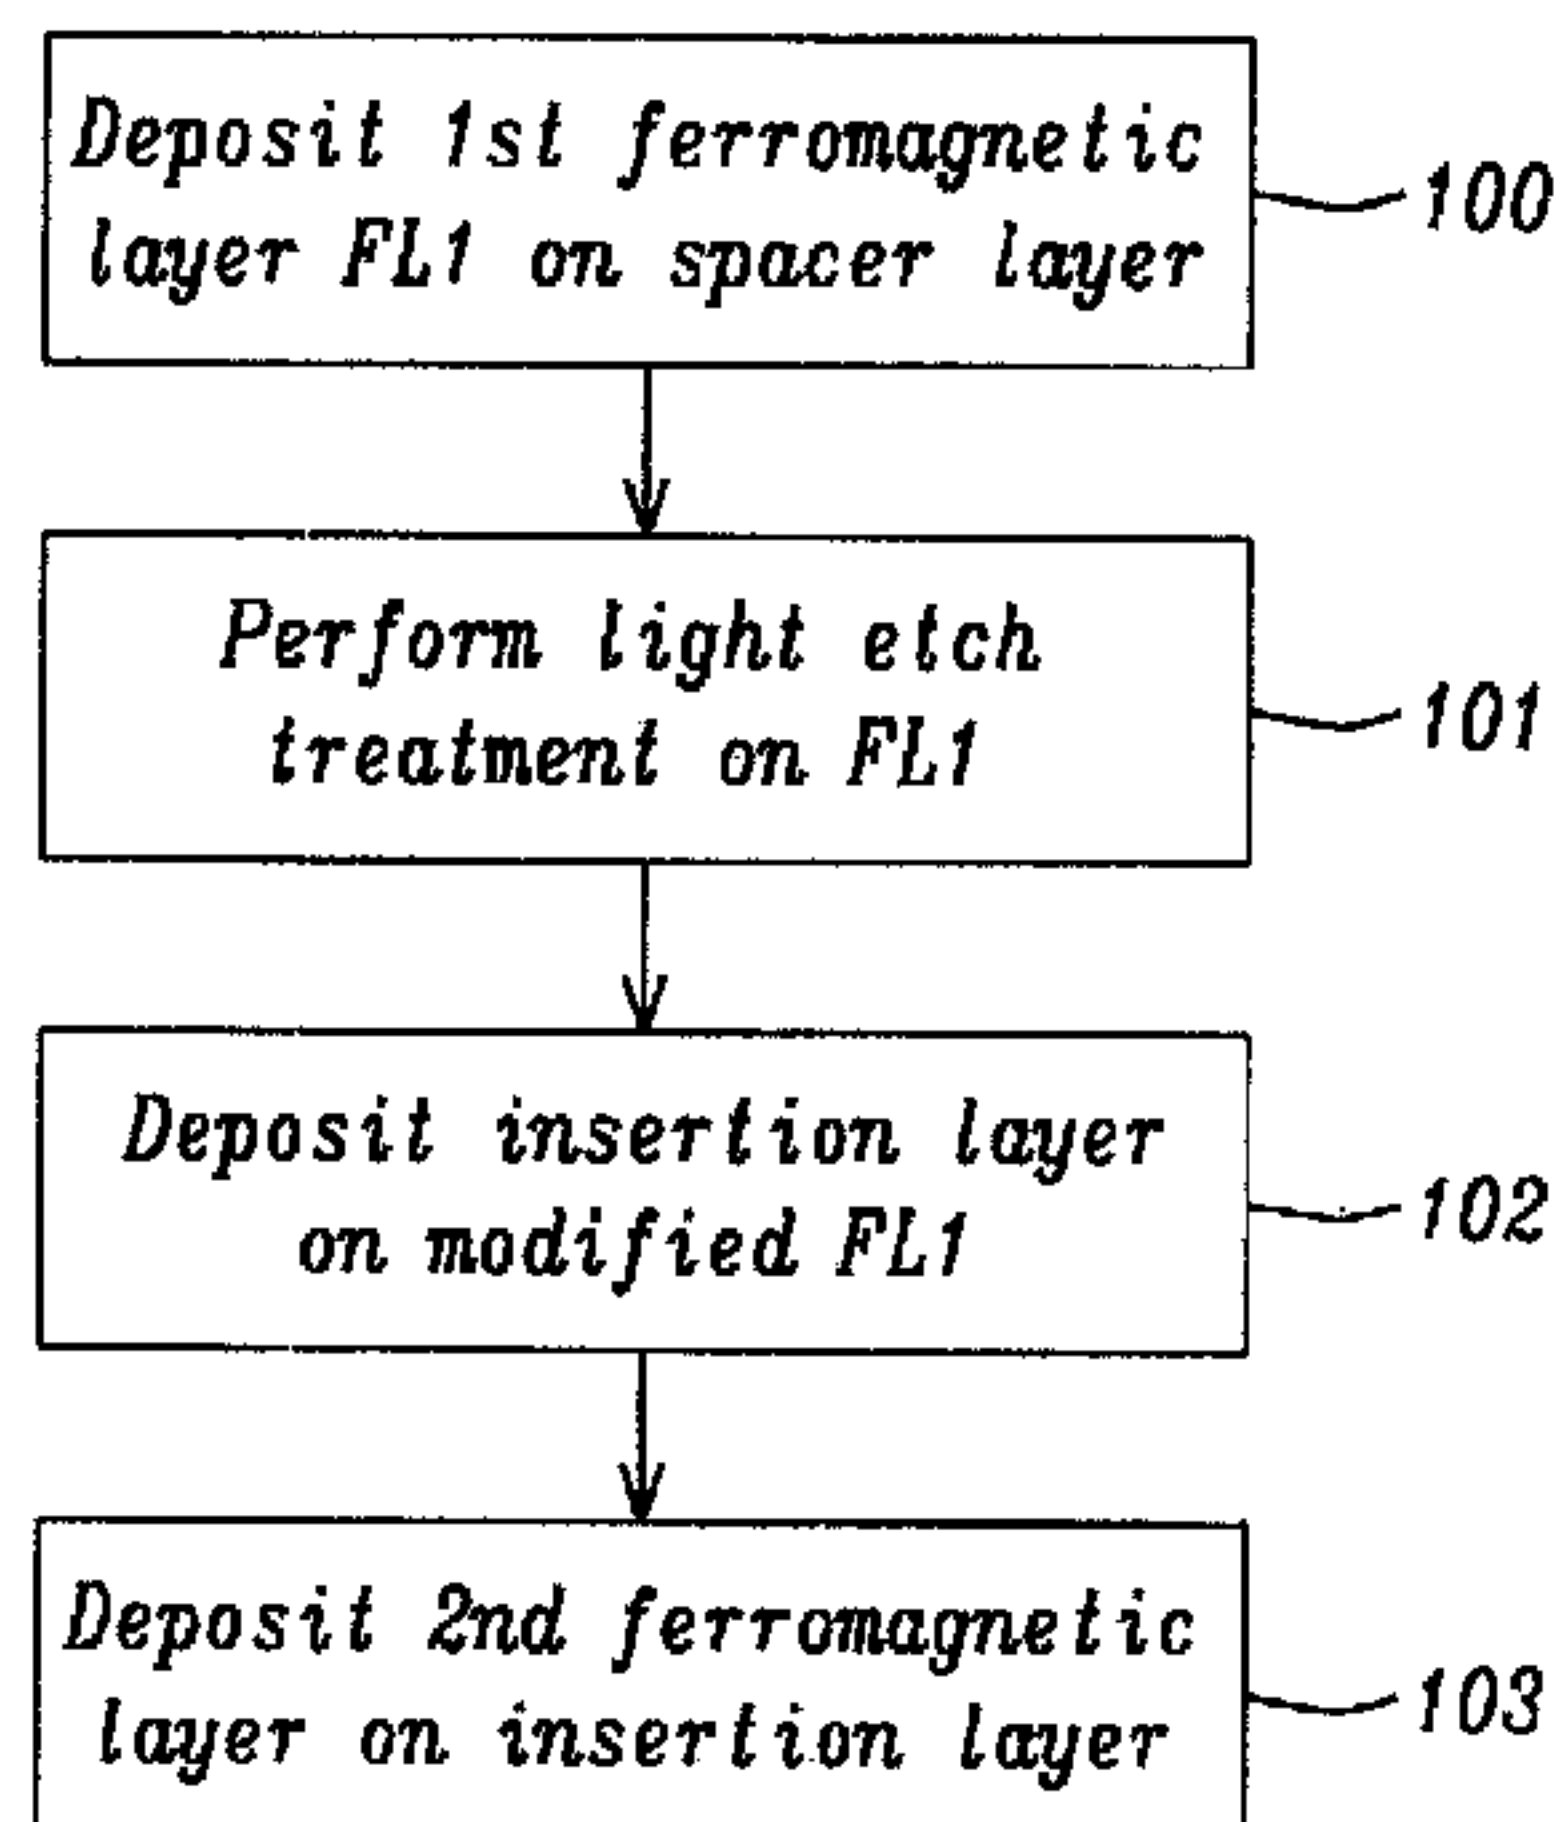 Deposit 1st ferromagnetic
layer FL1 on spacer layer
100
Perform light etch
treatment on FL1
101
Deposit insertion layer
on modified FL1
102
Deposit 2nd ferromagnetic
layer on insertion layer
103